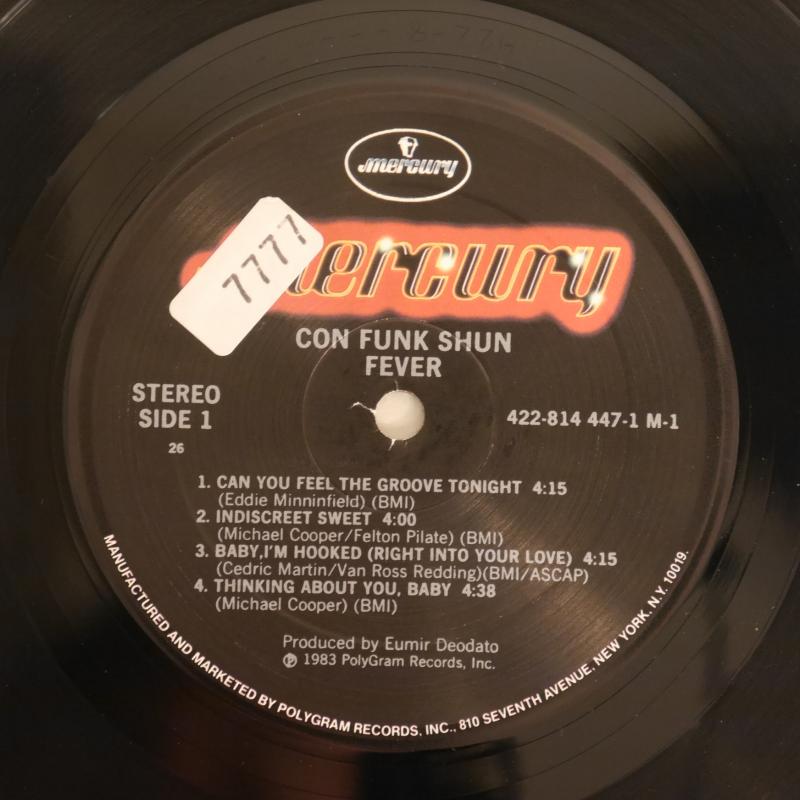 mercury
7777
mercury
CON FUNK SHUN
FEVER
STEREO
SIDE 1
26
422-814 447-1 M-1
1. CAN YOU FEEL THE GROOVE TONIGHT 4:15
(Eddie Minninfield) (BMI)
2. INDISCREET SWEET 4:00
(Michael Cooper/Felton Pilate) (BMI)
3. BABY,I'M HOOKED (RIGHT INTO YOUR LOVE) 4:15
(Cedric Martin/Van Ross Redding)(BMI/ASCAP)
4. THINKING ABOUT YOU, BABY 4:38
(Michael Cooper) (BMI)
Produced by Eumir Deodato
℗ 1983 PolyGram Records, Inc.
MANUFACTURED AND MARKETED BY POLYGRAM RECORDS, INC., 810 SEVENTH AVENUE, NEW YORK, N.Y. 10019.